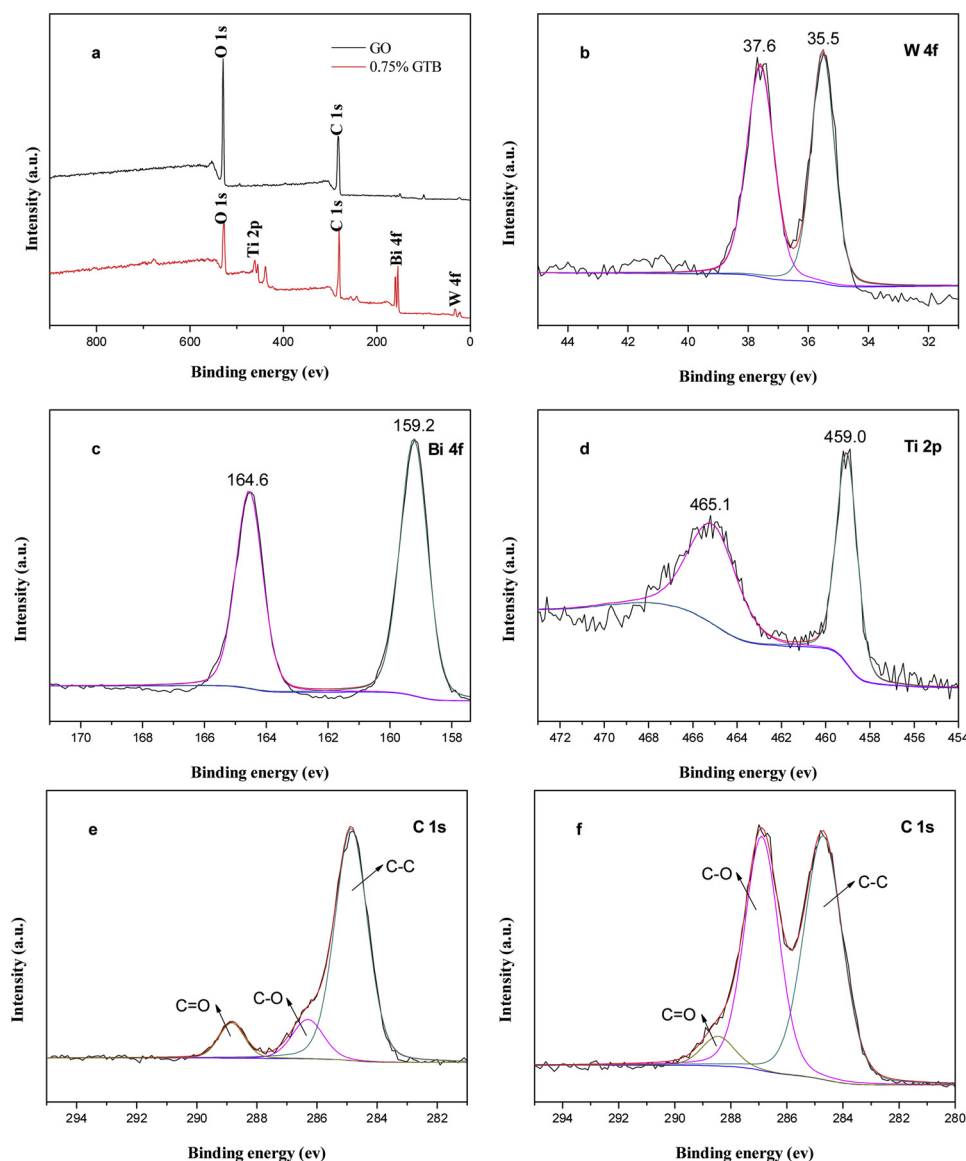 a
GO
0.75% GTB
O 1s
C 1s
O 1s
Ti 2p
C 1s
Bi 4f
W 4f
Intensity (a.u.)
800 600 400 200 0
Binding energy (ev)
b
37.6
35.5
W 4f
Intensity (a.u.)
44 42 40 38 36 34 32
Binding energy (ev)
c
164.6
159.2
Bi 4f
Intensity (a.u.)
170 168 166 164 162 160 158
Binding energy (ev)
d
465.1
459.0
Ti 2p
Intensity (a.u.)
472 470 468 466 464 462 460 458 456 454
Binding energy (ev)
e
C 1s
C-C
C-O
C=O
Intensity (a.u.)
294 292 290 288 286 284 282
Binding energy (ev)
f
C 1s
C-O
C-C
C=O
Intensity (a.u.)
294 292 290 288 286 284 282 280
Binding energy (ev)